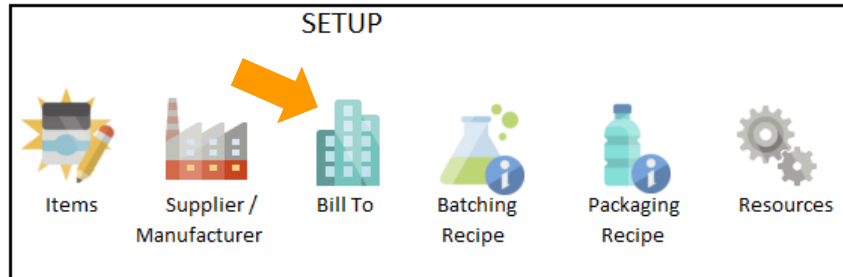 SETUP
Items
Supplier /
Manufacturer
Bill To
Batching
Recipe
Packaging
Recipe
Resources